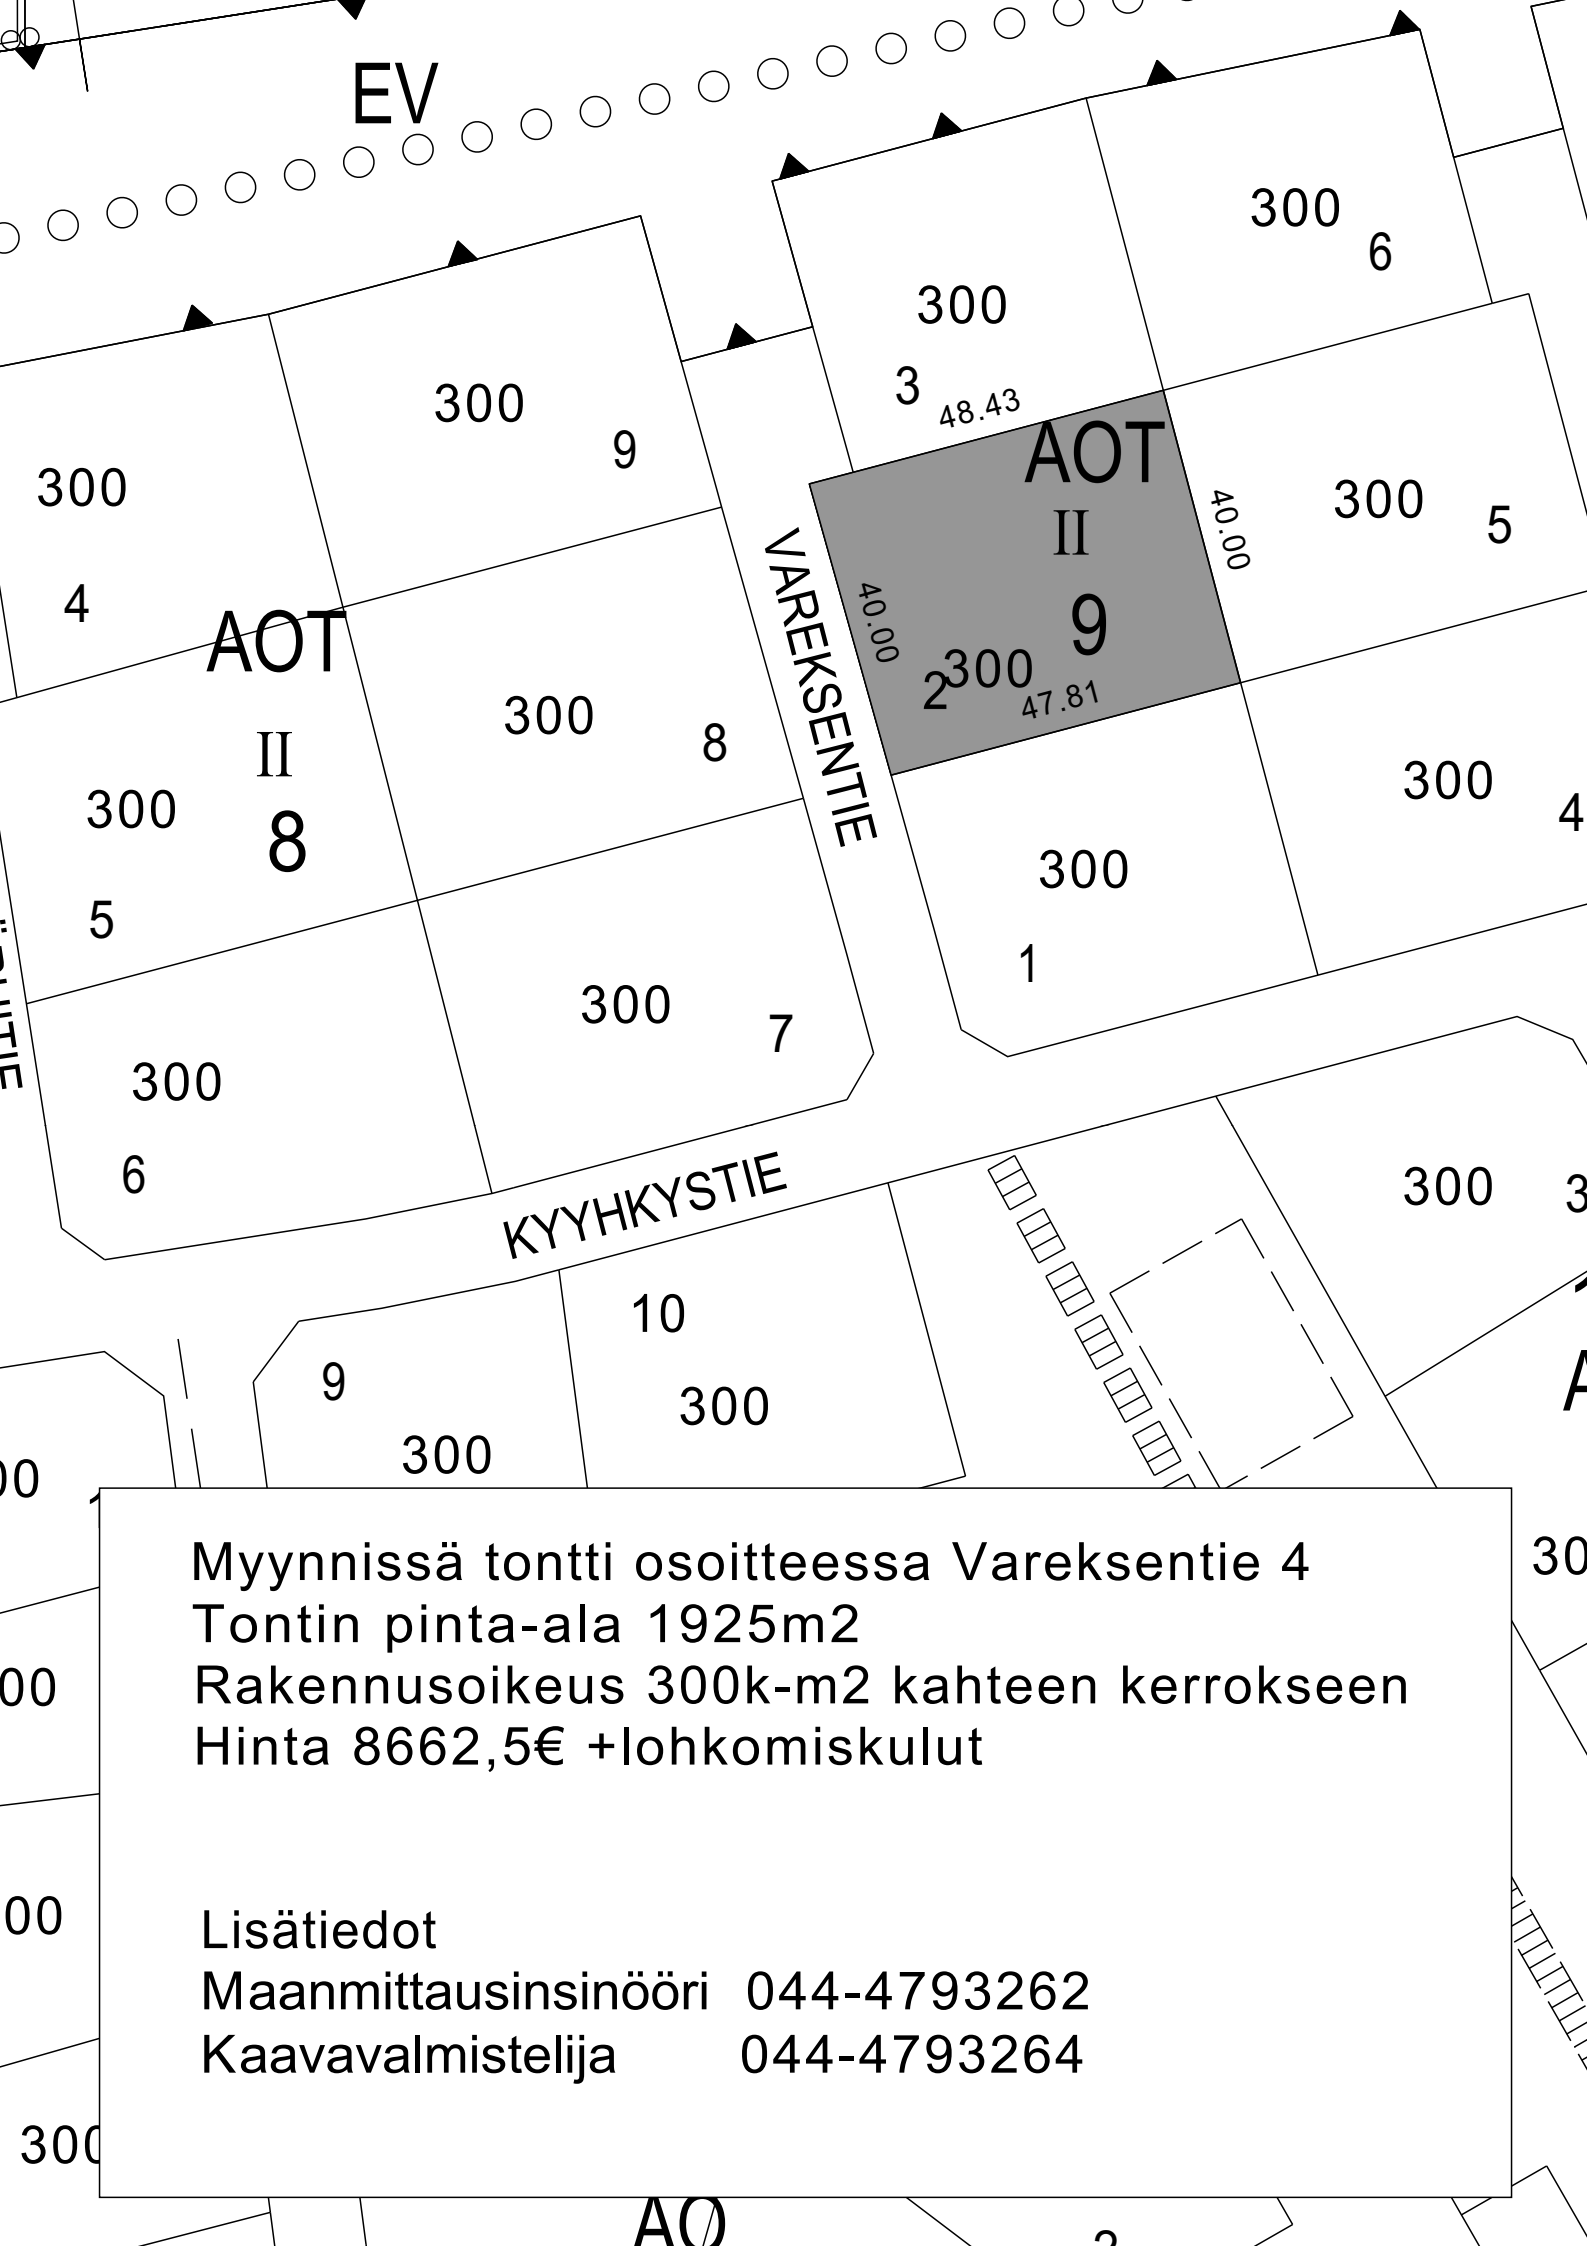 EV
300
6
300
3
48.43
300
9
AOT
II
9
300
2
47.81
40.00
40.00
300
5
300
4
AOT
II
8
300
8
VAREKSENTIE
300
4
300
5
300
1
300
7
300
6
KYYHKYSTIE
300
10
300
9
300
Myynnissä tontti osoitteessa Vareksentie 4
Tontin pinta-ala 1925m2
Rakennusoikeus 300k-m2 kahteen kerrokseen
Hinta 8662,5€ +lohkomiskulut
Lisätiedot
Maanmittausinsinööri 044-4793262
Kaavavalmistelija 044-4793264
300
AO